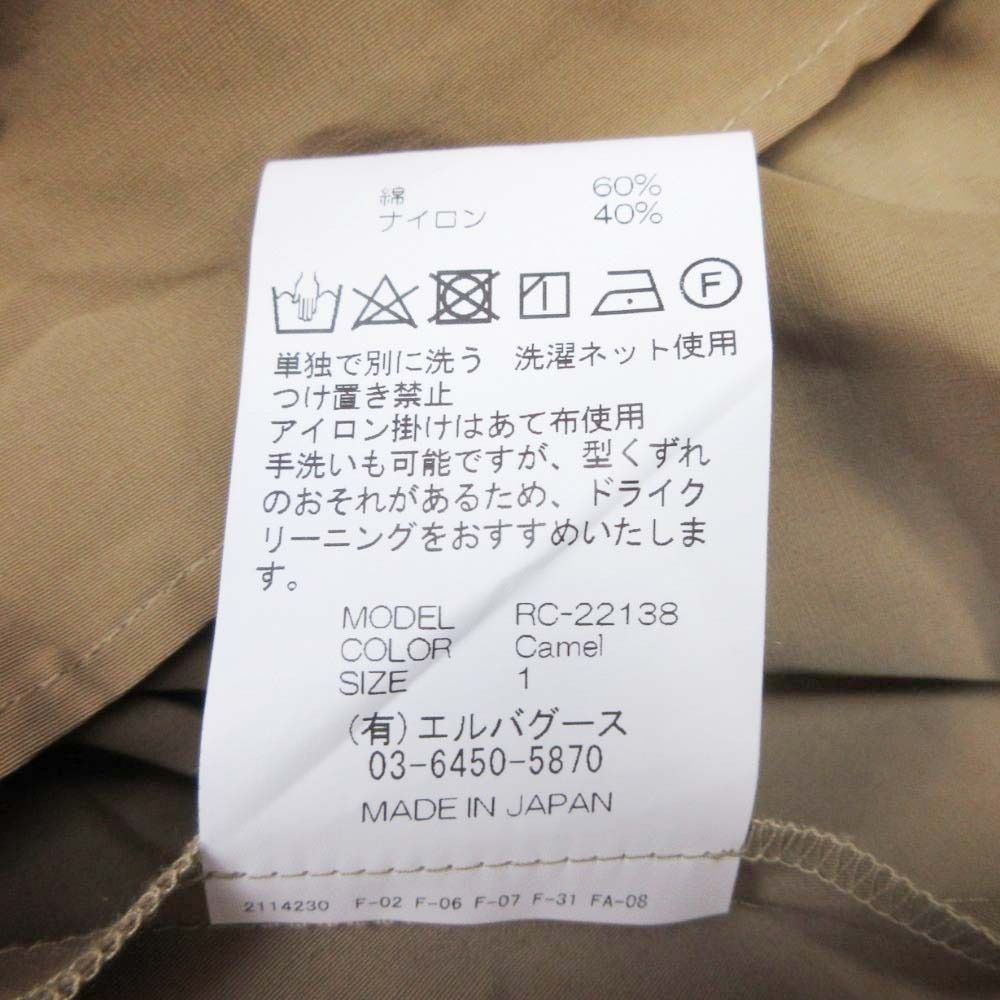 綿 60%
ナイロン 40%
F
単独で別に洗う 洗濯ネット使用
つけ置き禁止
アイロン掛けはあて布使用
手洗いも可能ですが、型くずれ
のおそれがあるため、ドライク
リーニングをおすすめいたしま
す。
MODEL RC-22138
COLOR Camel
SIZE 1
(有)エルバグース
03-6450-5870
MADE IN JAPAN
2114230 F-02 F-06 F-07 F-31 FA-08